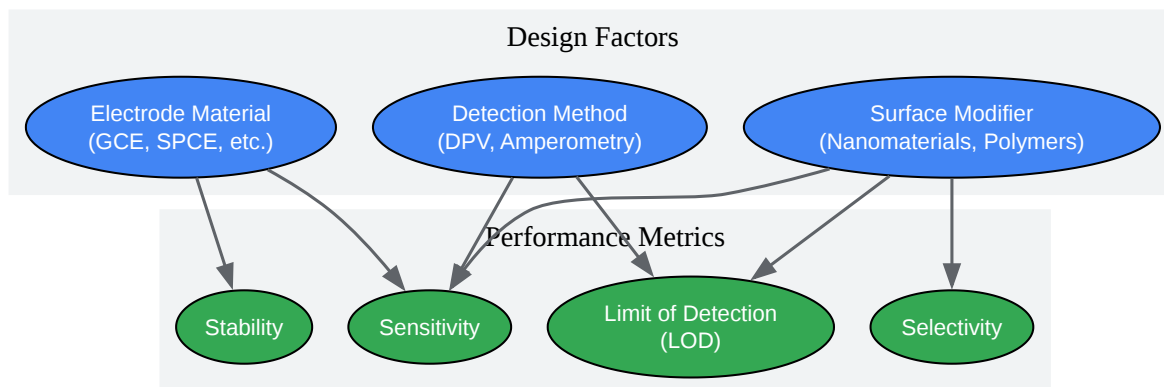 Design Factors
Electrode Material
(GCE, SPCE, etc.)
Detection Method
(DPV, Amperometry)
Surface Modifier
(Nanomaterials, Polymers)
Performance Metrics
Stability
Sensitivity
Limit of Detection
(LOD)
Selectivity